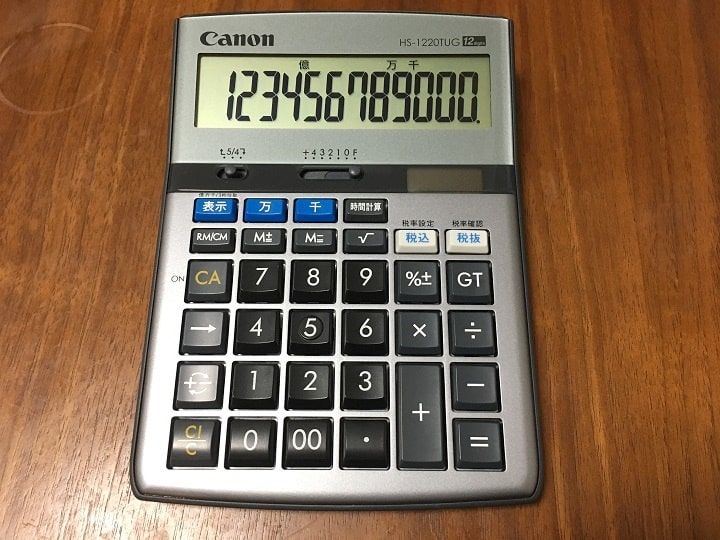 Canon HS-1220TUG 12digits
億 万 千
123456789000.
5/4 +43210F
表示 万 千 時間計算
税率設定 税率確認
RM/CM M± M= √ 税込 税抜
ON CA 7 8 9 %± GT
→ 4 5 6 × ÷
+− 1 2 3 + −
CI/C 0 00 · =